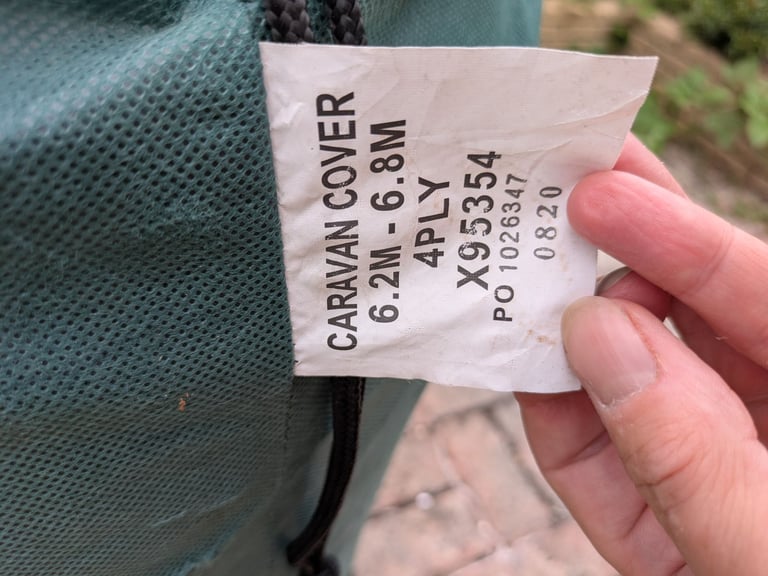 CARAVAN COVER
6.2M - 6.8M
4PLY
X95354
PO 1026347
0820